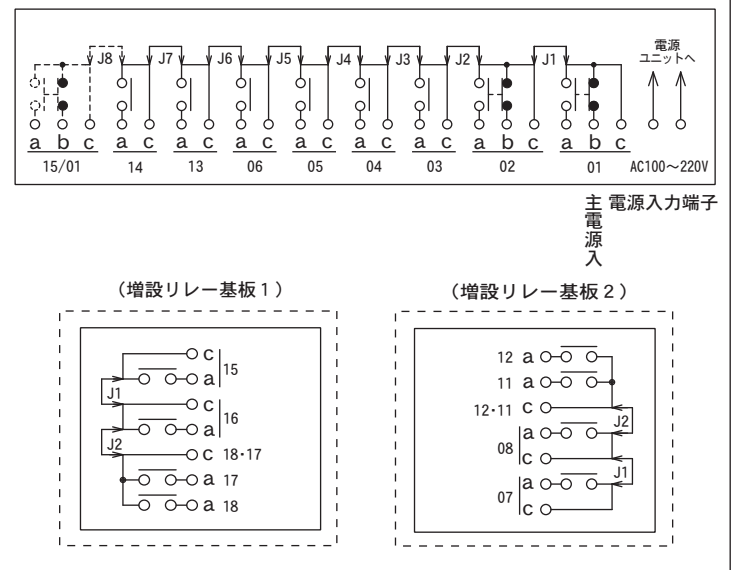 電源
ユニットへ
J8 J7 J6 J5 J4 J3 J2 J1
a b c a c a c a c a c a c a c a b c a b c
15/01 14 13 06 05 04 03 02 01 AC100～220V
主電源入
電源入力端子
（増設リレー基板1）
c
15
a
J1
c
16
a
J2
c 18・17
a 17
a 18
（増設リレー基板2）
12 a
11 a
12・11 c
J2
a
08
c
J1
a
07
c